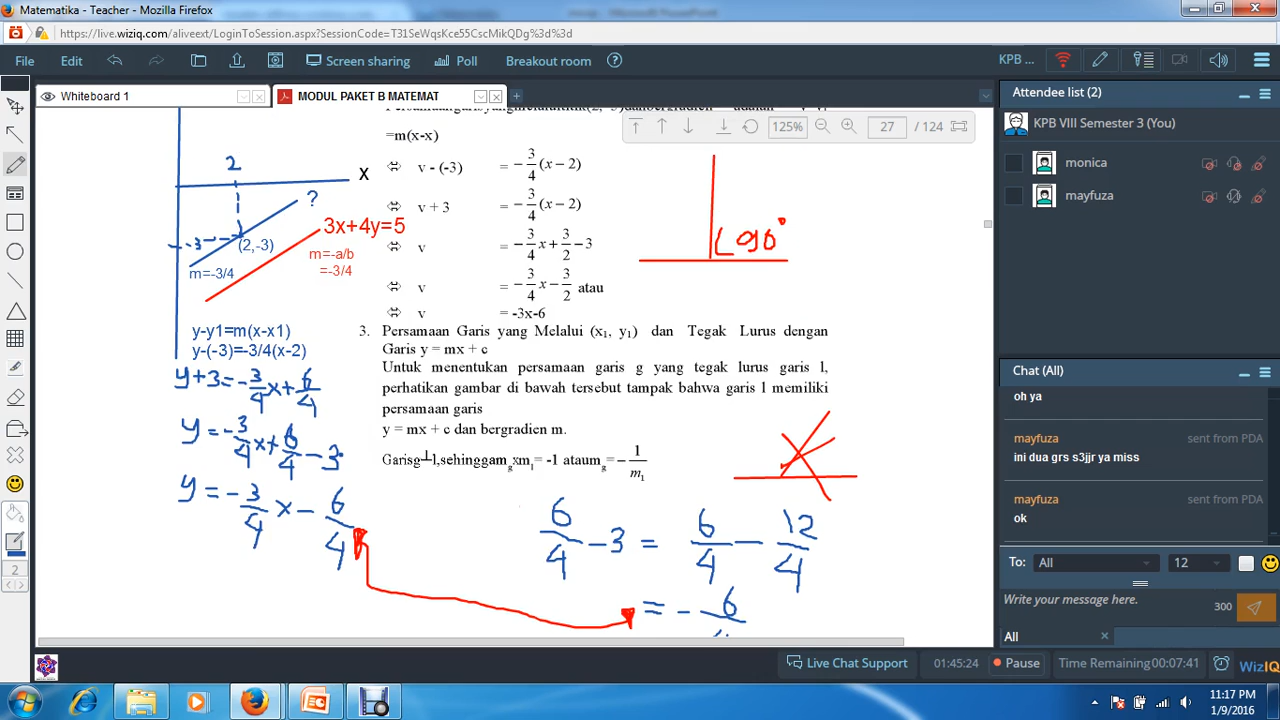 Matematika - Teacher - Mozilla Firefox
https://live.wiziq.com/aliveext/LoginToSession.aspx?SessionCode=T31SeWqsKce55CscMikQDg%3d%3d
File Edit Screen sharing Poll Breakout room ? KPB ...
Whiteboard 1
MODUL PAKET B MATEMAT
125% 27 / 124
=m(x-x)
⇔ v - (-3) = -3/4(x - 2)
⇔ v + 3 = -3/4(x - 2)
⇔ v = -3/4x + 3/2 - 3
⇔ v = -3/4x - 3/2 atau
⇔ v = -3x-6
3. Persamaan Garis yang Melalui (x₁, y₁) dan Tegak Lurus dengan
Garis y = mx + c
Untuk menentukan persamaan garis g yang tegak lurus garis l,
perhatikan gambar di bawah tersebut tampak bahwa garis l memiliki
persamaan garis
y = mx + c dan bergradien m.
Garisg⊥l,sehinggam_g xm_l= -1 ataum_g = -1/m₁
2
X
?
3x+4y=5
-3
(2,-3)
m=-a/b
=-3/4
m=-3/4
y-y1=m(x-x1)
y-(-3)=-3/4(x-2)
y+3=-3/4x+6/4
y=-3/4x+6/4-3
y=-3/4x-6/4
90°
6/4-3=6/4-12/4
=-6
Attendee list (2)
KPB VIII Semester 3 (You)
monica
mayfuza
Chat (All)
oh ya
mayfuza sent from PDA
ini dua grs s3jjr ya miss
mayfuza sent from PDA
ok
To: All 12
Write your message here.
300
All
2
Live Chat Support 01:45:24 Pause Time Remaining 00:07:41 WizIQ
11:17 PM
1/9/2016